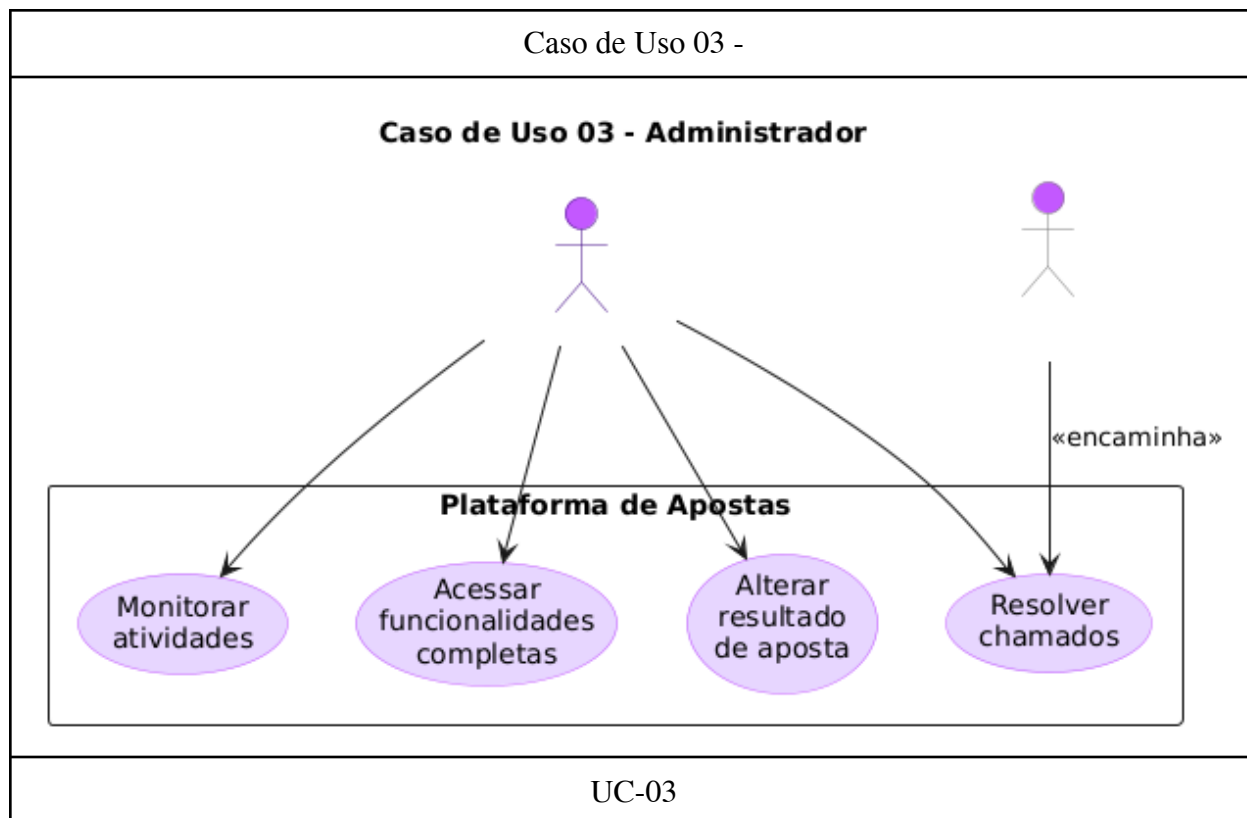 Caso de Uso 03 -
Caso de Uso 03 - Administrador
«encaminha»
Plataforma de Apostas
Monitorar
atividades
Acessar
funcionalidades
completas
Alterar
resultado
de aposta
Resolver
chamados
UC-03